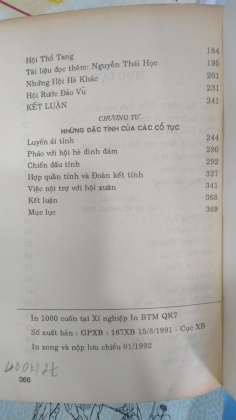 Hội Thổ Tang 184
Tài liệu đọc thêm: Nguyễn Thái Học 195
Những Hội Hè Khác 201
Hội Rước Đảo Vũ 231
KẾT LUẬN 241
CHƯƠNG TƯ
NHỮNG ĐẶC TÍNH CỦA CÁC CỔ TỤC
Luyến ái tính 244
Pháo với hội hè đình đám 280
Chiến đấu tính 292
Hợp quần tính và Đoàn kết tính 327
Việc nội trợ với hội xuân 341
Kết luận 368
Mục lục 369
In 1000 cuốn tại Xí nghiệp In BTM QK7
Số xuất bản : GPXB : 167XB 15/8/1991 - Cục XB
In xong và nộp lưu chiểu 01/1992
368